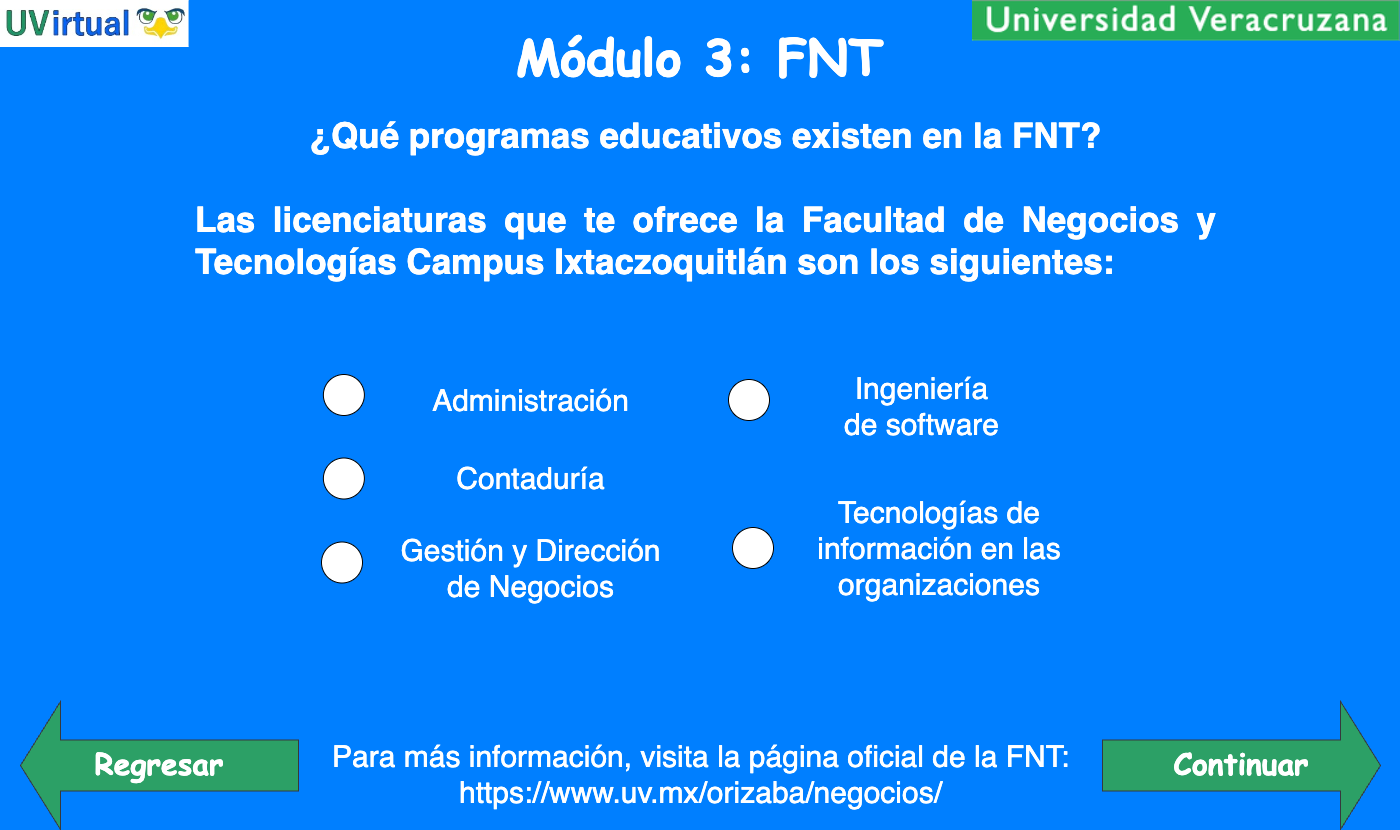 UVirtual
Universidad Veracruzana
Módulo 3: FNT
¿Qué programas educativos existen en la FNT?
Las licenciaturas que te ofrece la Facultad de Negocios y
Tecnologías Campus Ixtaczoquitlán son los siguientes:
Administración
Contaduría
Gestión y Dirección
de Negocios
Ingeniería
de software
Tecnologías de
información en las
organizaciones
Regresar
Para más información, visita la página oficial de la FNT:
https://www.uv.mx/orizaba/negocios/
Continuar